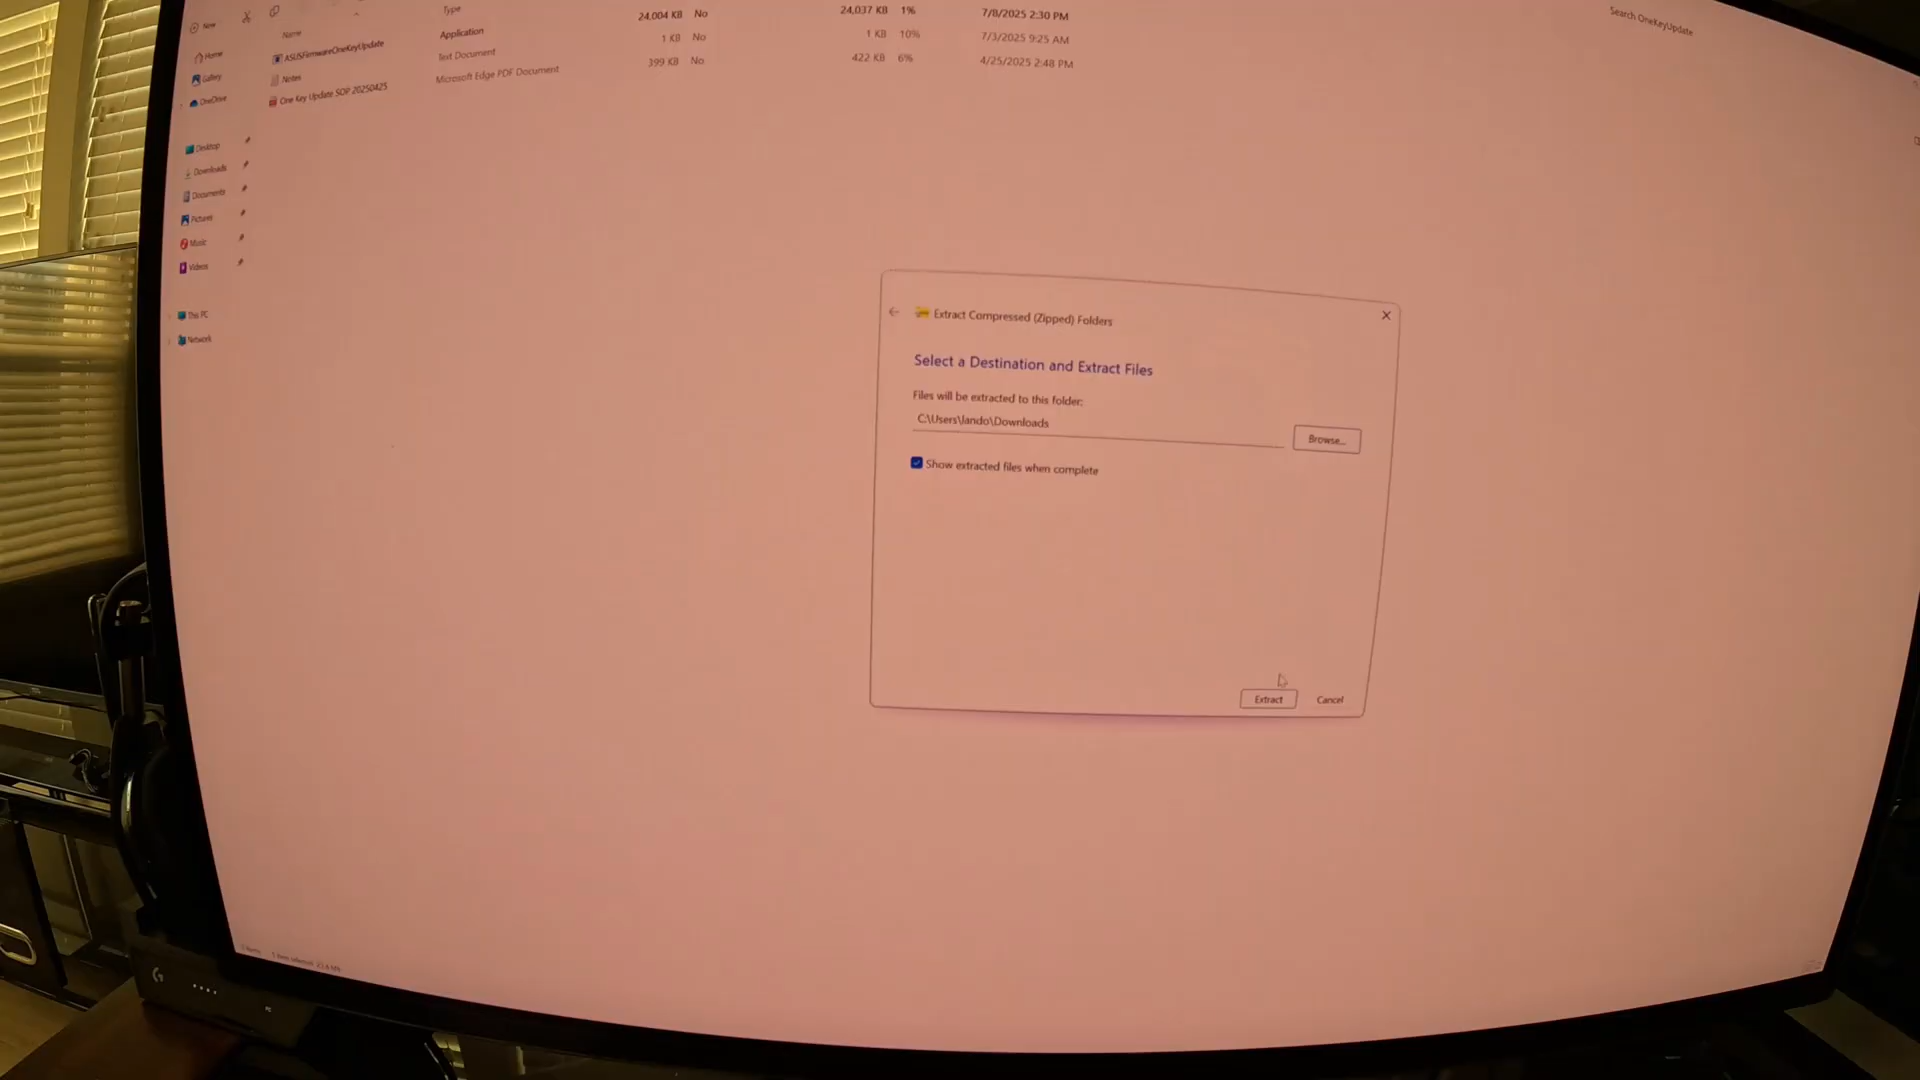 New
Search OneKeyUpdate
Name
Type
Home
Gallery
OneDrive
ASUSFirmwareOneKeyUpdate Application 24,004 KB No 24,037 KB 1% 7/8/2025 2:30 PM
Notes Text Document 1 KB No 1 KB 10% 7/3/2025 9:25 AM
One Key Update SOP 20250425 Microsoft Edge PDF Document 399 KB No 422 KB 6% 4/25/2025 2:48 PM
Desktop
Downloads
Documents
Pictures
Music
Videos
This PC
Network
Extract Compressed (Zipped) Folders
Select a Destination and Extract Files
Files will be extracted to this folder:
C:\Users\lando\Downloads
Browse...
Show extracted files when complete
Extract Cancel